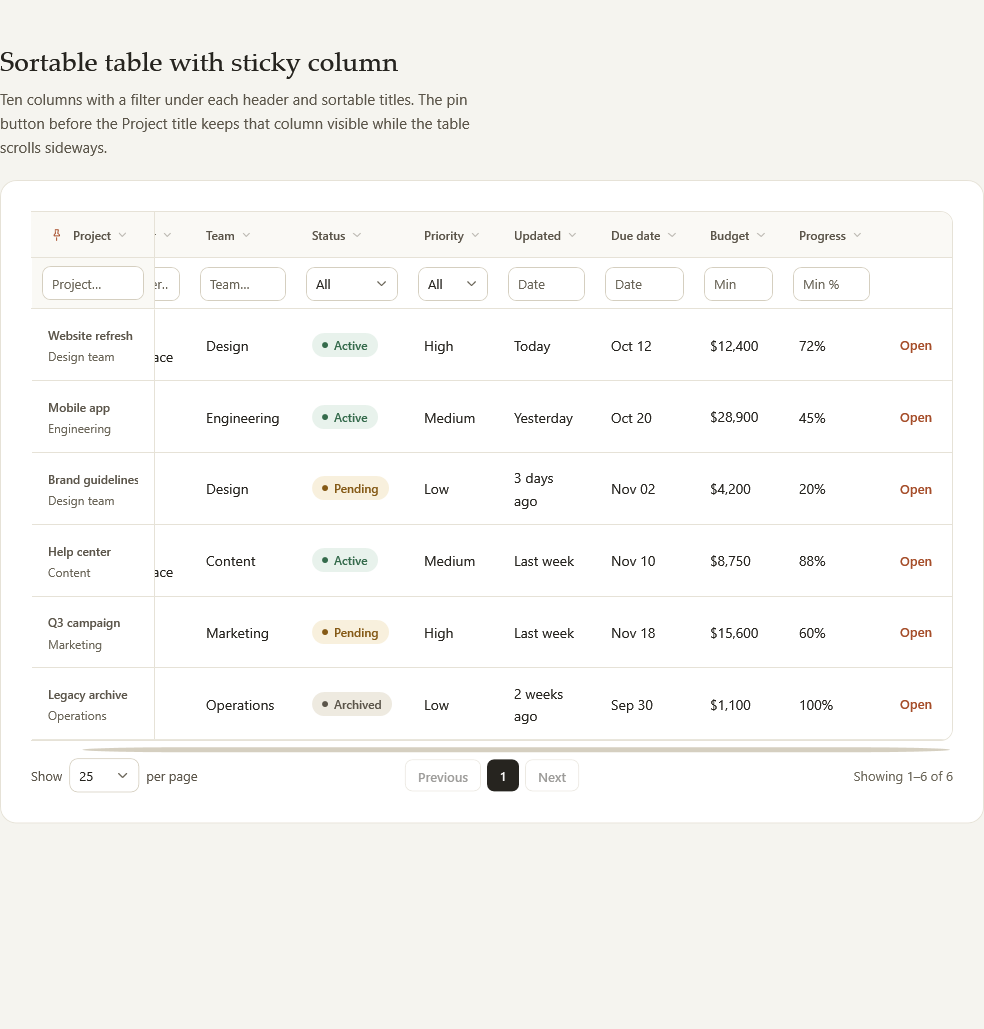 Sortable table with sticky column
Ten columns with a filter under each header and sortable titles. The pin
button before the Project title keeps that column visible while the table
scrolls sideways.
Project Team Status Priority Updated Due date Budget Progress
Project... er.. Team... All All Date Date Min Min %
Website refresh
Design team ace Design Active High Today Oct 12 $12,400 72% Open
Mobile app
Engineering Engineering Active Medium Yesterday Oct 20 $28,900 45% Open
Brand guidelines
Design team Design Pending Low 3 days
ago Nov 02 $4,200 20% Open
Help center
Content ace Content Active Medium Last week Nov 10 $8,750 88% Open
Q3 campaign
Marketing Marketing Pending High Last week Nov 18 $15,600 60% Open
Legacy archive
Operations Operations Archived Low 2 weeks
ago Sep 30 $1,100 100% Open
Show 25 per page Previous 1 Next Showing 1–6 of 6